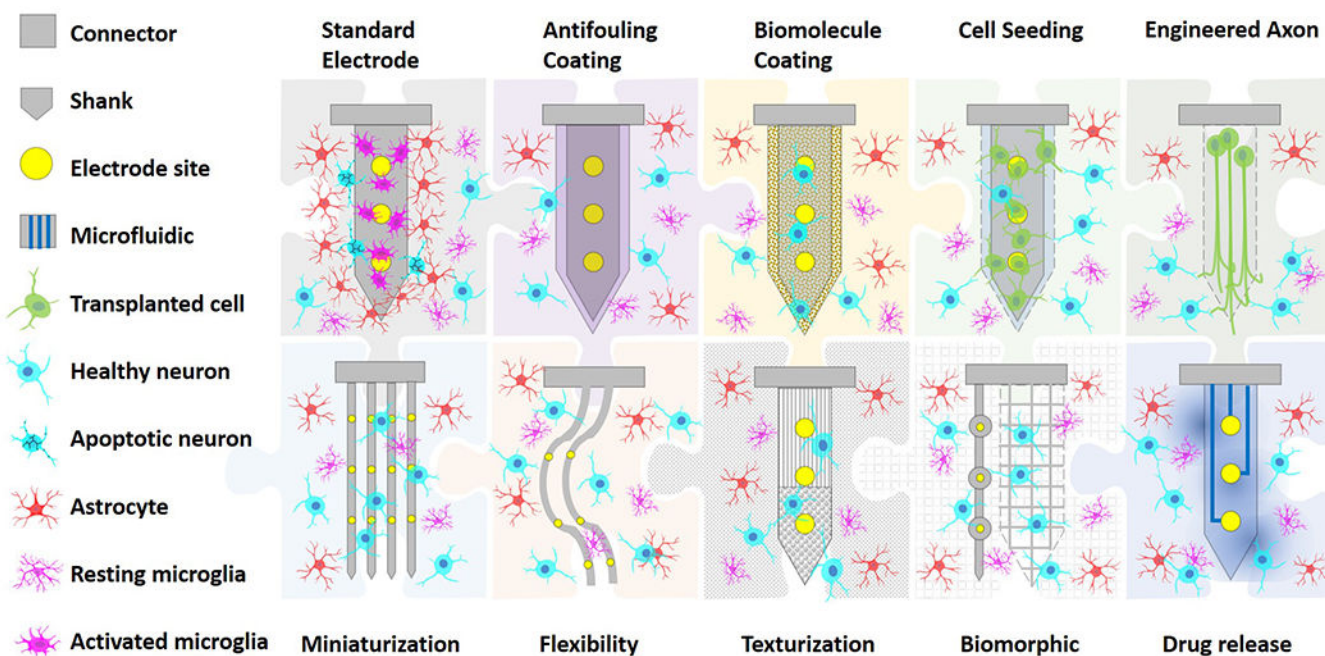 Connector
Shank
Electrode site
Microfluidic
Transplanted cell
Healthy neuron
Apoptotic neuron
Astrocyte
Resting microglia
Activated microglia
Standard
Electrode
Antifouling
Coating
Biomolecule
Coating
Cell Seeding
Engineered Axon
Miniaturization
Flexibility
Texturization
Biomorphic
Drug release